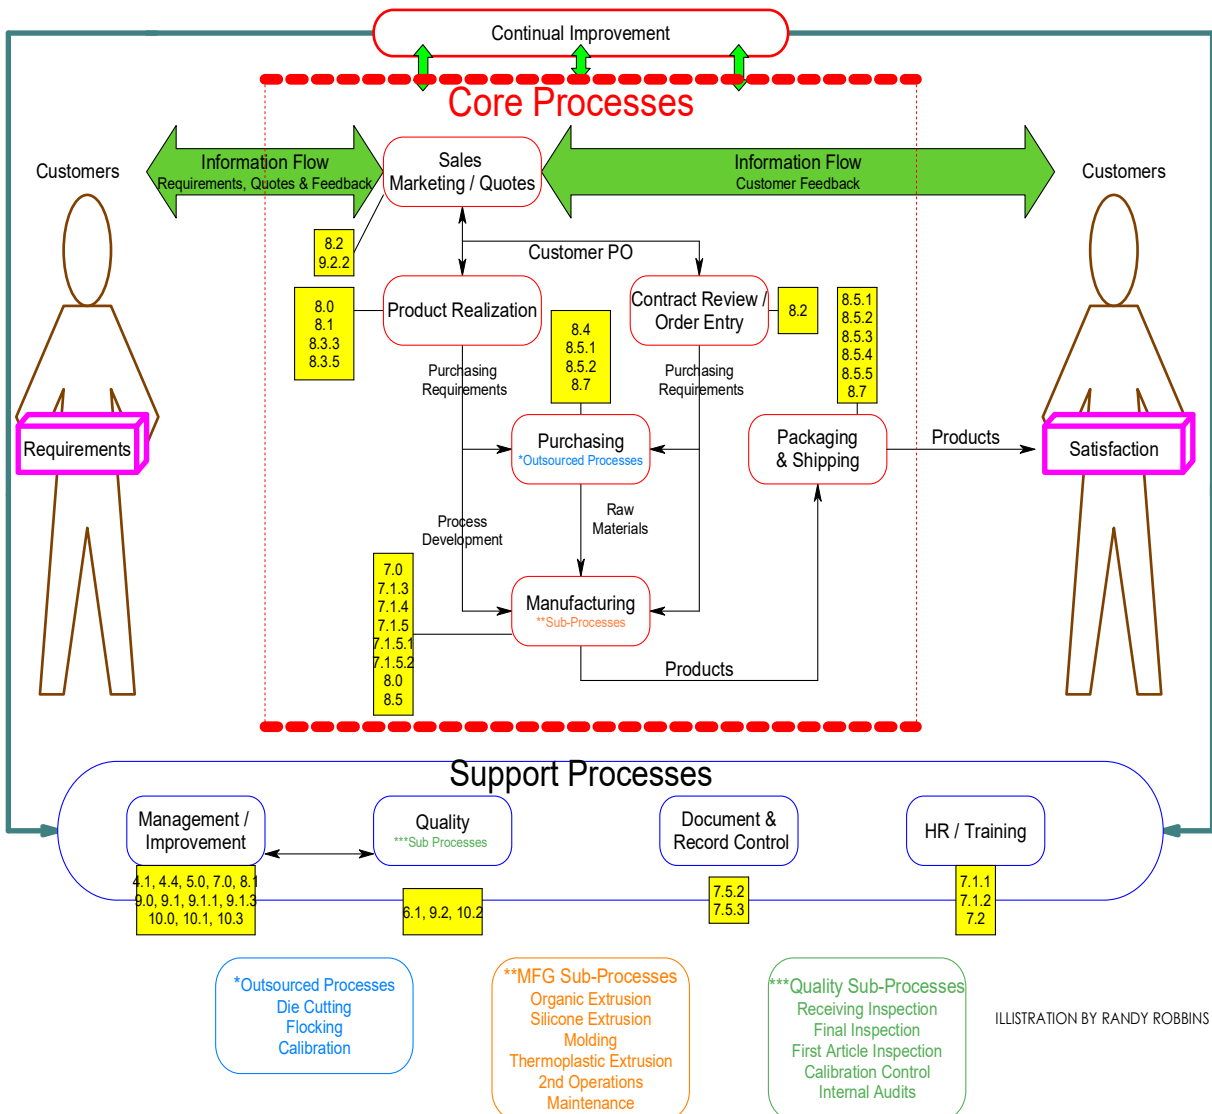 Continual Improvement
Core Processes
Customers
Information Flow
Requirements, Quotes & Feedback
Sales
Marketing / Quotes
Information Flow
Customer Feedback
Customers
8.2
9.2.2
Customer PO
8.0
8.1
8.3.3
8.3.5
Product Realization
Contract Review /
Order Entry
8.2
8.5.1
8.5.2
8.5.3
8.5.4
8.5.5
8.7
8.4
8.5.1
8.5.2
8.7
Purchasing
Requirements
Purchasing
Requirements
Requirements
Purchasing
*Outsourced Processes
Packaging
& Shipping
Products
Satisfaction
Process
Development
Raw
Materials
7.0
7.1.3
7.1.4
7.1.5
7.1.5.1
7.1.5.2
8.0
8.5
Manufacturing
**Sub-Processes
Products
Support Processes
Management /
Improvement
Quality
***Sub Processes
Document &
Record Control
HR / Training
4.1, 4.4, 5.0, 7.0, 8.1
9.0, 9.1, 9.1.1, 9.1.3
10.0, 10.1, 10.3
6.1, 9.2, 10.2
7.5.2
7.5.3
7.1.1
7.1.2
7.2
*Outsourced Processes
Die Cutting
Flocking
Calibration
**MFG Sub-Processes
Organic Extrusion
Silicone Extrusion
Molding
Thermoplastic Extrusion
2nd Operations
Maintenance
***Quality Sub-Processes
Receiving Inspection
Final Inspection
First Article Inspection
Calibration Control
Internal Audits
ILLISTRATION BY RANDY ROBBINS